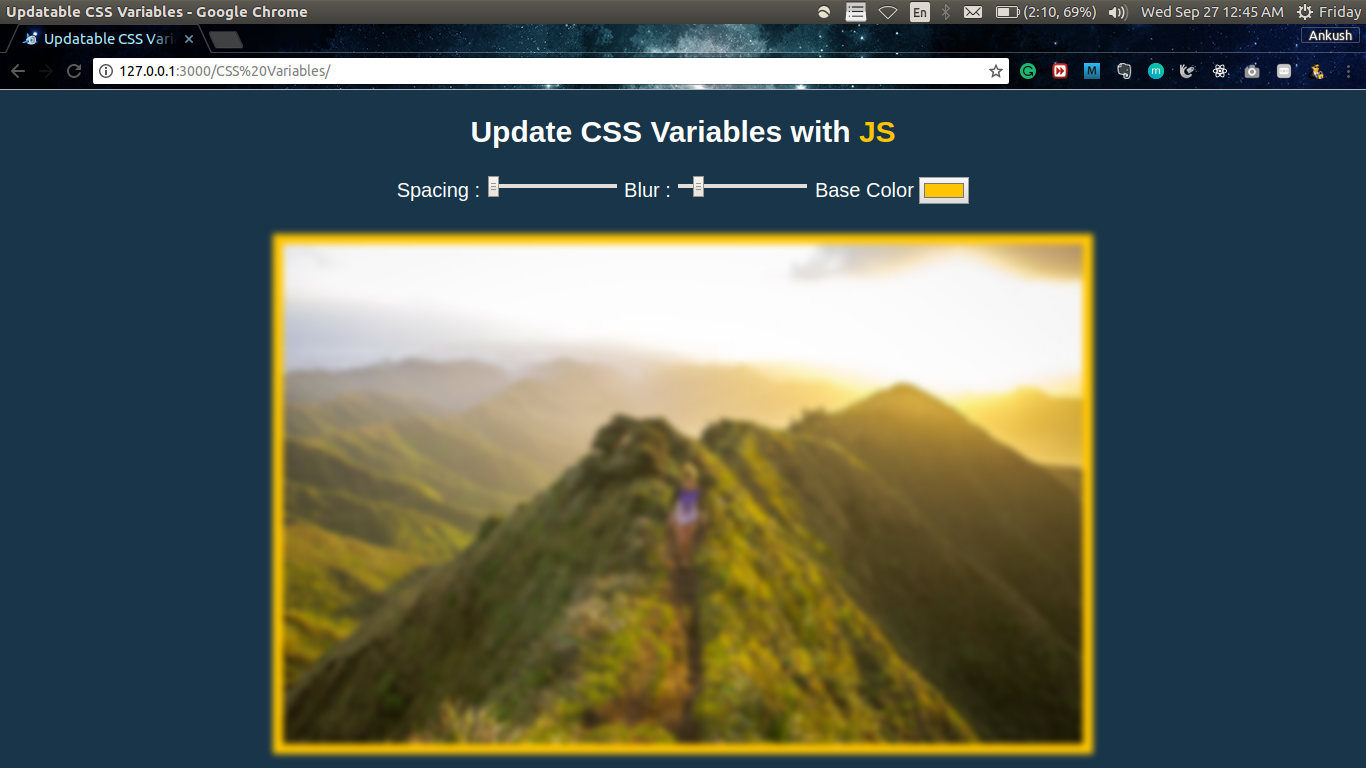 Updatable CSS Variables - Google Chrome
En
(2:10, 69%)
Wed Sep 27 12:45 AM
Friday
Updatable CSS Vari
Ankush
127.0.0.1:3000/CSS%20Variables/
M
m
Update CSS Variables with JS
Spacing : Blur : Base Color